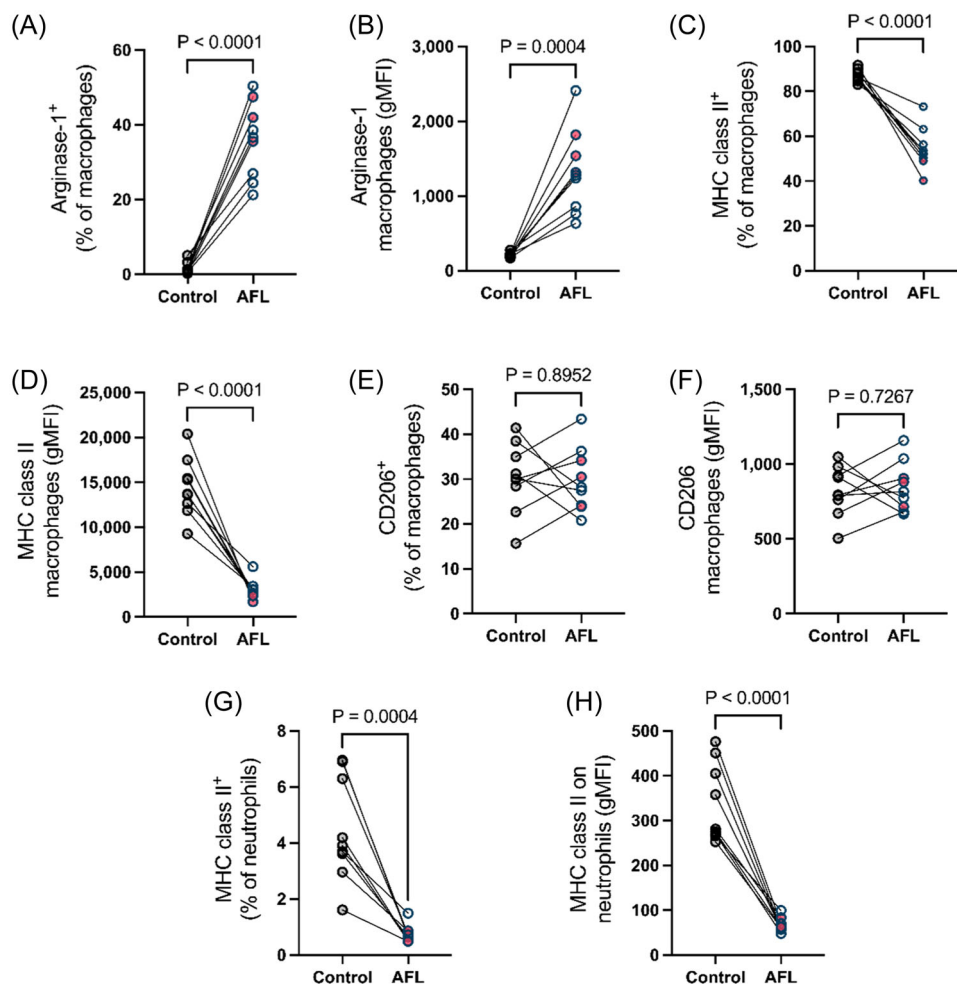 (A)
P < 0.0001
Arginase-1+
(% of macrophages)
60
40
20
0
Control AFL
(B)
P = 0.0004
Arginase-1
macrophages (gMFI)
3,000
2,000
1,000
0
Control AFL
(C)
P < 0.0001
MHC class II+
(% of macrophages)
100
80
60
40
20
0
Control AFL
(D)
P < 0.0001
MHC class II
macrophages (gMFI)
25,000
20,000
15,000
10,000
5,000
0
Control AFL
(E)
P = 0.8952
CD206+
(% of macrophages)
50
40
30
20
10
0
Control AFL
(F)
P = 0.7267
CD206
macrophages (gMFI)
1,500
1,000
500
0
Control AFL
(G)
P = 0.0004
MHC class II+
(% of neutrophils)
8
6
4
2
0
Control AFL
(H)
P < 0.0001
MHC class II on
neutrophils (gMFI)
500
400
300
200
100
0
Control AFL